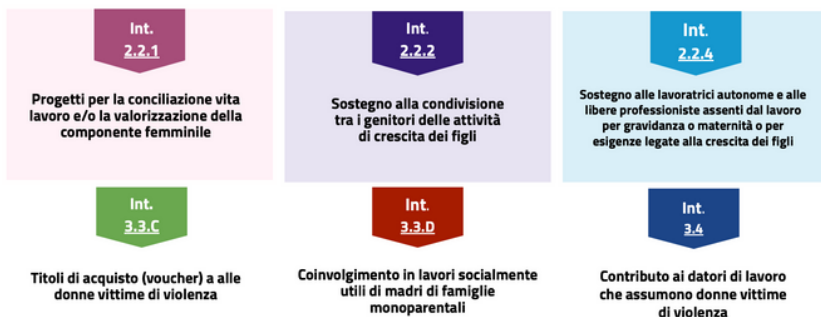 Int.
2.2.1
Progetti per la conciliazione vita
lavoro e/o la valorizzazione della
componente femminile
Int.
2.2.2
Sostegno alla condivisione
tra i genitori delle attività
di crescita dei figli
Int.
2.2.4
Sostegno alle lavoratrici autonome e alle
libere professioniste assenti dal lavoro
per gravidanza o maternità o per
esigenze legate alla crescita dei figli
Int.
3.3.C
Titoli di acquisto (voucher) a alle
donne vittime di violenza
Int.
3.3.D
Coinvolgimento in lavori socialmente
utili di madri di famiglie
monoparentali
Int.
3.4
Contributo ai datori di lavoro
che assumono donne vittime
di violenza